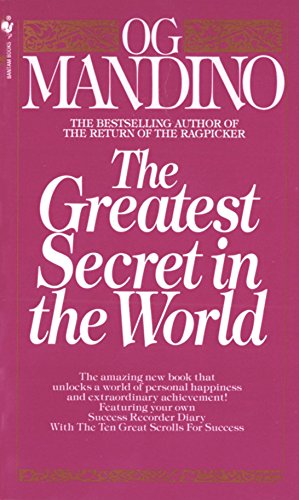 BANTAM BOOKS
OG
MANDINO
THE BESTSELLING AUTHOR OF
THE RETURN OF THE RAGPICKER
The
Greatest
Secret in
the World
The amazing new book that
unlocks a world of personal happiness
and extraordinary achievement!
Featuring your own
Success Recorder Diary
With The Ten Great Scrolls For Success